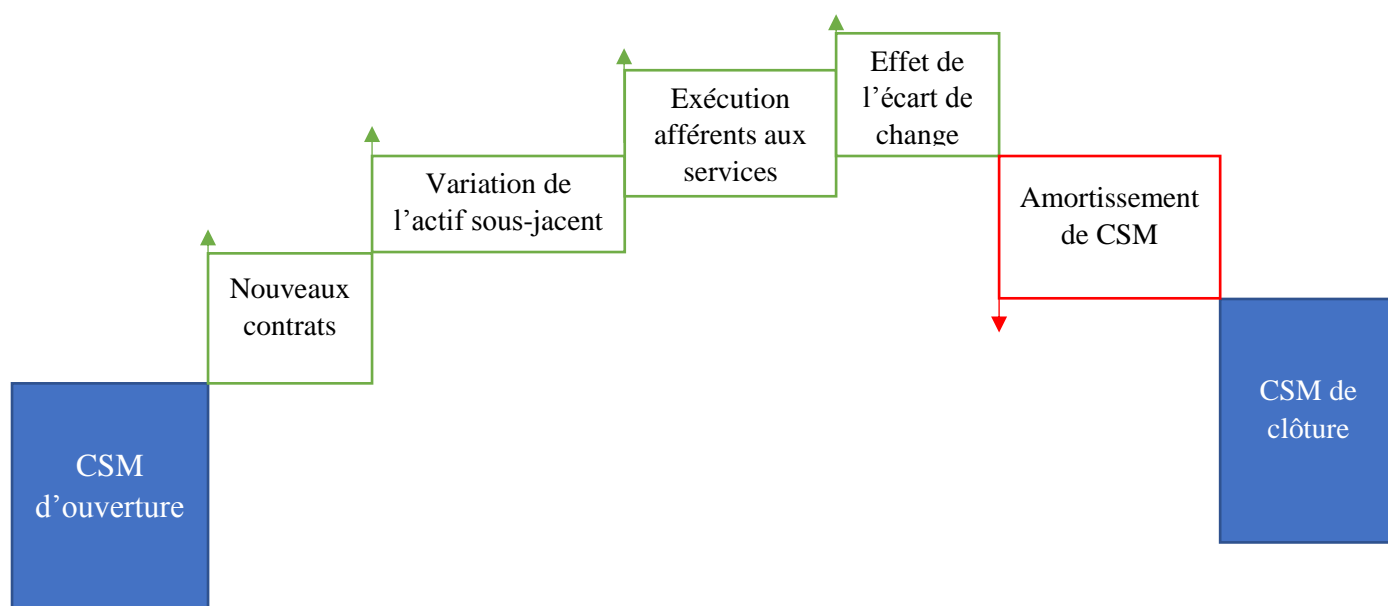 CSM
d’ouverture
Nouveaux
contrats
Variation de
l’actif sous-jacent
Exécution
afférents aux
services
Effet de
l’écart de
change
Amortissement
de CSM
CSM de
clôture